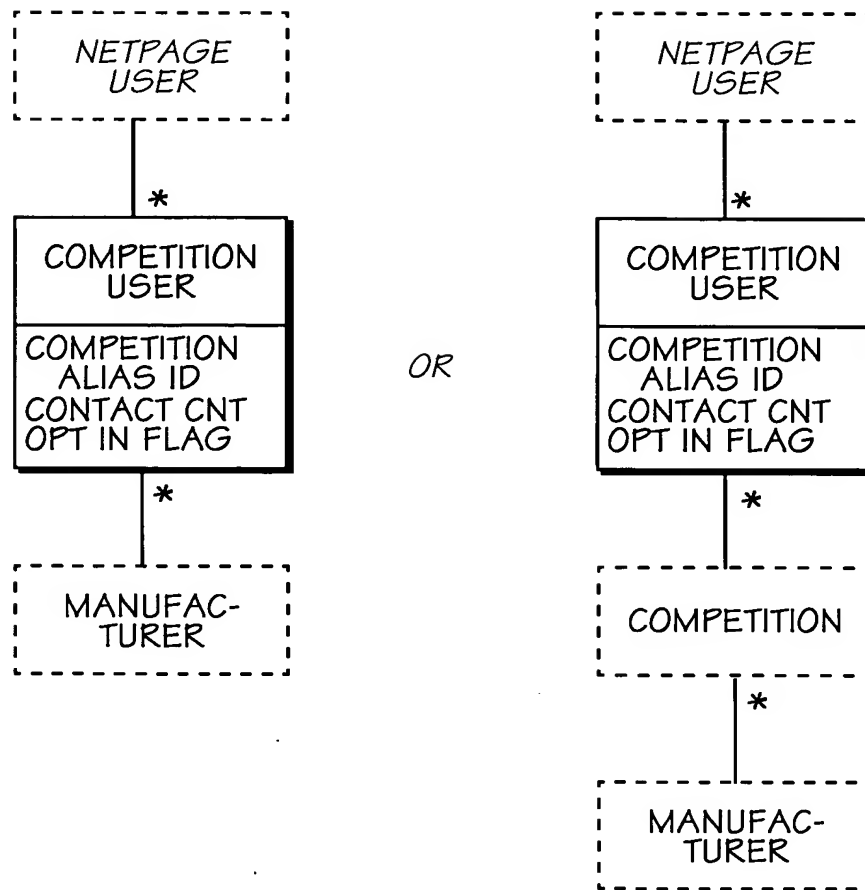 NETPAGE
USER
*
COMPETITION
USER
COMPETITION
ALIAS ID
CONTACT CNT
OPT IN FLAG
*
MANUFAC-
TURER
OR
NETPAGE
USER
*
COMPETITION
USER
COMPETITION
ALIAS ID
CONTACT CNT
OPT IN FLAG
*
COMPETITION
*
MANUFAC-
TURER